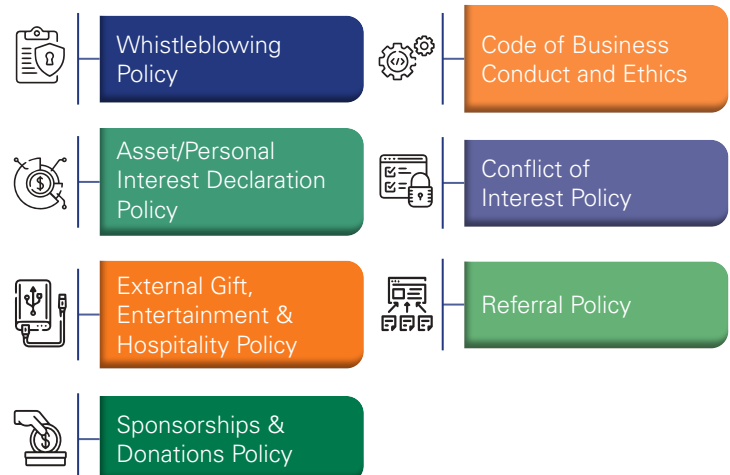 Whistleblowing
Policy
Code of Business
Conduct and Ethics
Asset/Personal
Interest Declaration
Policy
Conflict of
Interest Policy
External Gift,
Entertainment &
Hospitality Policy
Referral Policy
Sponsorships &
Donations Policy